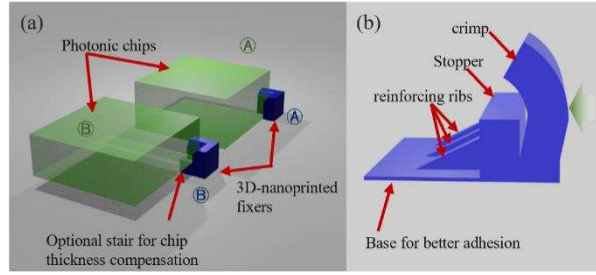 (a)
Photonic chips
Ⓐ
Ⓑ
Ⓐ
Ⓑ
3D-nanoprinted
fixers
Optional stair for chip
thickness compensation
(b)
crimp
Stopper
reinforcing ribs
Base for better adhesion